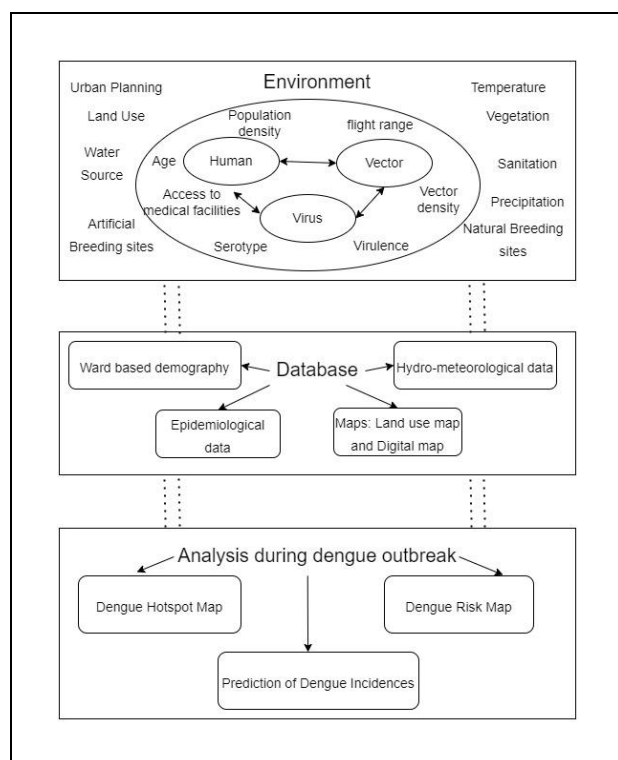 Environment
Urban Planning
Temperature
Land Use
Population
density
flight range
Vegetation
Water
Source
Age
Human
Vector
Sanitation
Access to
medical facilities
Virus
Vector
density
Precipitation
Artificial
Breeding sites
Serotype
Virulence
Natural Breeding
sites
Ward based demography
Database
Hydro-meteorological data
Epidemiological
data
Maps: Land use map
and Digital map
Analysis during dengue outbreak
Dengue Hotspot Map
Dengue Risk Map
Prediction of Dengue Incidences